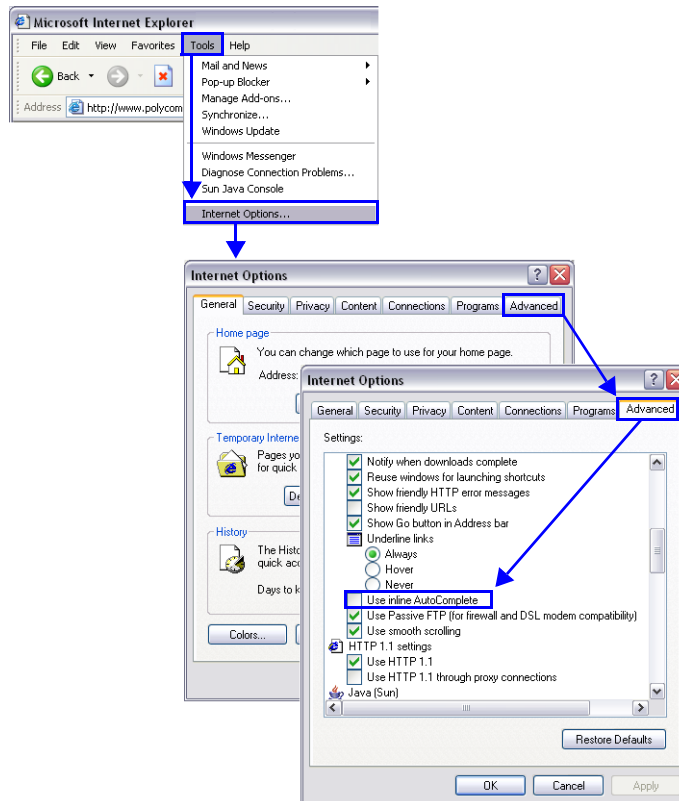 Microsoft Internet Explorer
File Edit View Favorites Tools Help
Back
Address http://www.polycom
Mail and News
Pop-up Blocker
Manage Add-ons...
Synchronize...
Windows Update
Windows Messenger
Diagnose Connection Problems...
Sun Java Console
Internet Options...
Internet Options
General Security Privacy Content Connections Programs Advanced
Home page
You can change which page to use for your home page.
Address:
Temporary Interne
Pages yo
for quick
De
History
The Histo
quick acc
Days to k
Colors...
Internet Options
General Security Privacy Content Connections Programs Advanced
Settings:
Notify when downloads complete
Reuse windows for launching shortcuts
Show friendly HTTP error messages
Show friendly URLs
Show Go button in Address bar
Underline links
Always
Hover
Never
Use inline AutoComplete
Use Passive FTP (for firewall and DSL modem compatibility)
Use smooth scrolling
HTTP 1.1 settings
Use HTTP 1.1
Use HTTP 1.1 through proxy connections
Java (Sun)
Restore Defaults
OK Cancel Apply